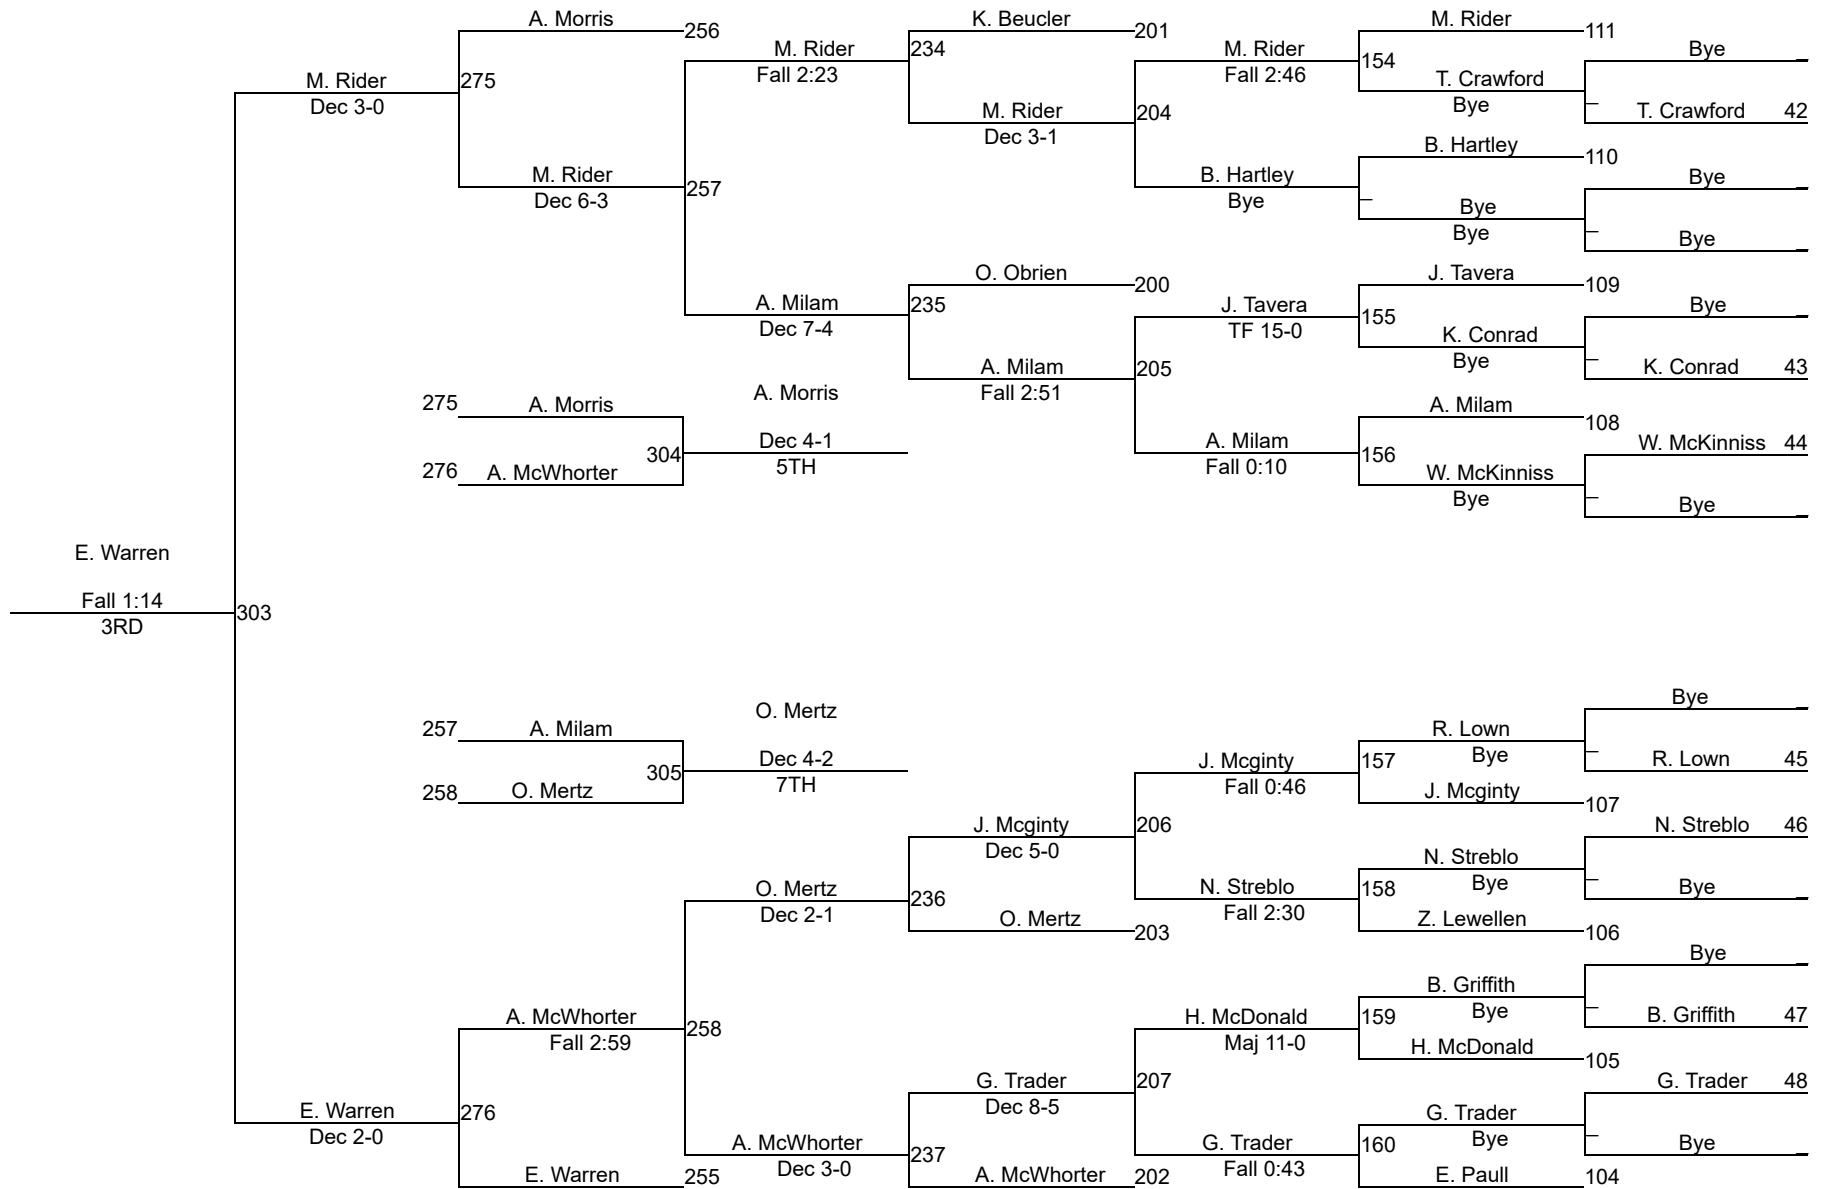 A. Morris 256
K. Beucler 201
M. Rider 111
M. Rider 234
M. Rider
Bye _
Fall 2:23
Fall 2:46 154
M. Rider 275
T. Crawford
Dec 3-0
Bye _ T. Crawford 42
M. Rider 204
Dec 3-1
B. Hartley 110
M. Rider
B. Hartley
Bye _
Dec 6-3 257
Bye _
Bye
Bye
Bye _
_
O. Obrien 200
J. Tavera 109
A. Milam 235
J. Tavera
Bye _
Dec 7-4
TF 15-0 155
K. Conrad
Bye _
A. Milam 205
K. Conrad 43
Fall 2:51
A. Morris
275 A. Morris
A. Milam 108
Dec 4-1
A. Milam
W. McKinniss 44
304
5TH
Fall 0:10 156
276 A. McWhorter
W. McKinniss
Bye _
Bye _
E. Warren
Fall 1:14
3RD 303
Bye _
O. Mertz
257 A. Milam
R. Lown
Bye _
Dec 4-2
J. Mcginty 157
R. Lown 45
305
7TH
Fall 0:46
258 O. Mertz
J. Mcginty 107
J. Mcginty 206
N. Streblo 46
Dec 5-0
N. Streblo
Bye _
O. Mertz 236
N. Streblo 158
Bye _
Dec 2-1
Fall 2:30
O. Mertz 203
Z. Lewellen 106
Bye _
B. Griffith
Bye _
A. McWhorter 258
H. McDonald 159
B. Griffith 47
Fall 2:59
Maj 11-0
H. McDonald 105
G. Trader 207
G. Trader 48
Dec 8-5
E. Warren 276
G. Trader
Dec 2-0
Bye _
A. McWhorter 237
G. Trader 160
Bye _
Dec 3-0
Fall 0:43
E. Warren 255
A. McWhorter 202
E. Paull 104